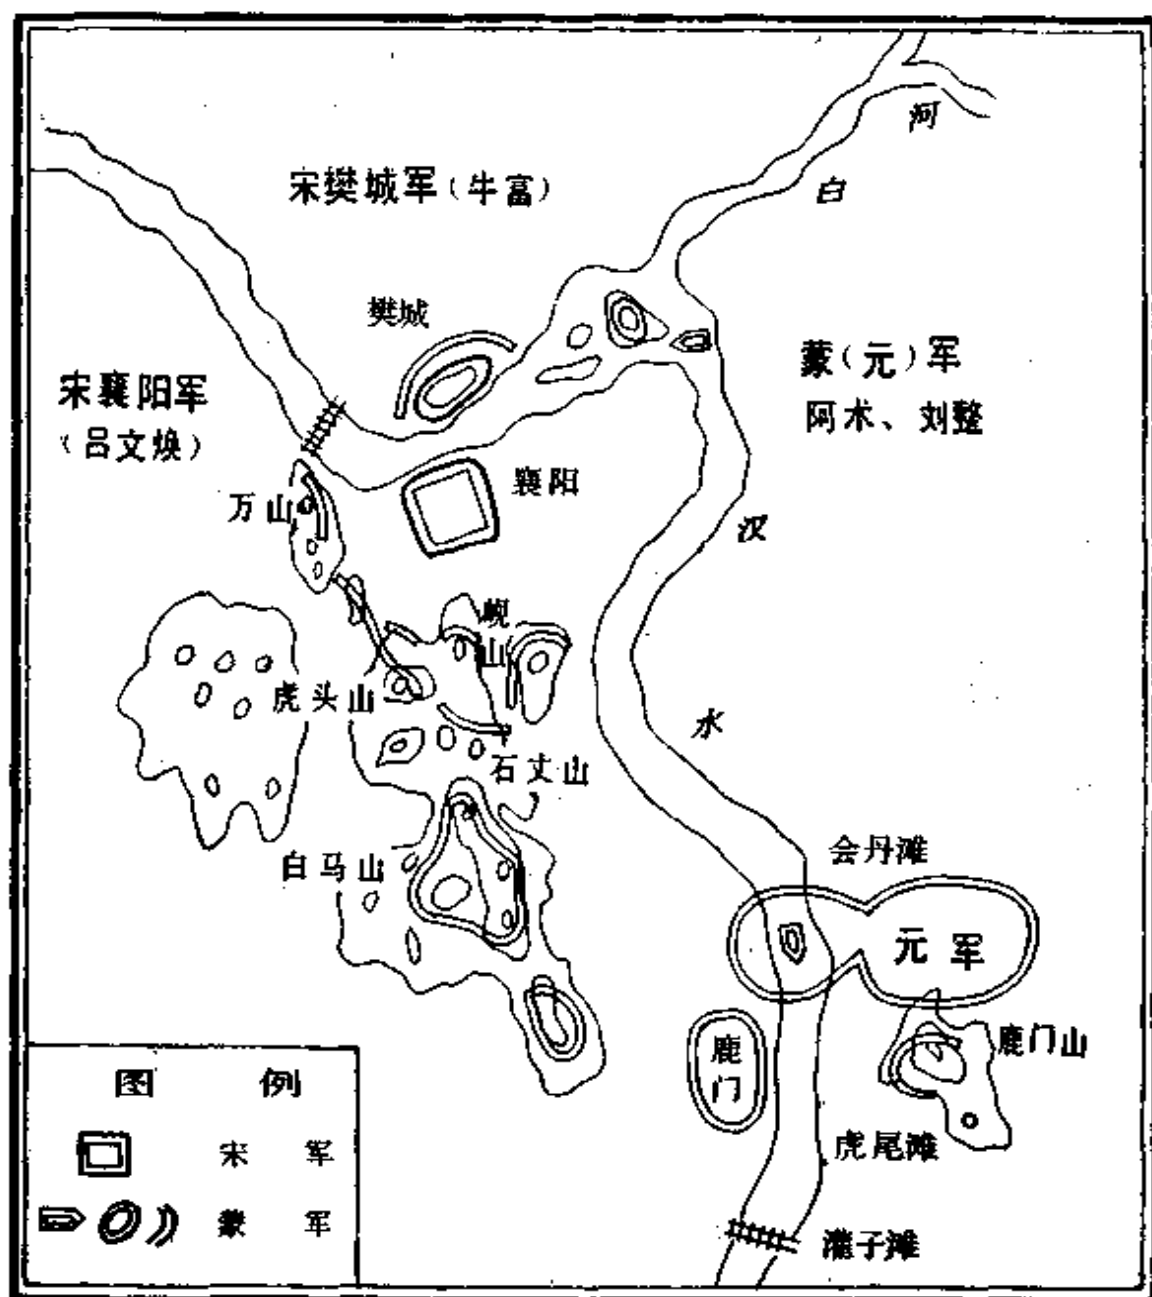 河
白
宋樊城军(牛富)
樊城
宋襄阳军
(吕文焕)
蒙(元)军
阿术、刘整
万山
襄阳
汉
岘
山
虎头山
水
石丈山
会丹滩
白马山
元军
鹿
门
鹿门山
虎尾滩
灌子滩
图例
宋军
蒙军